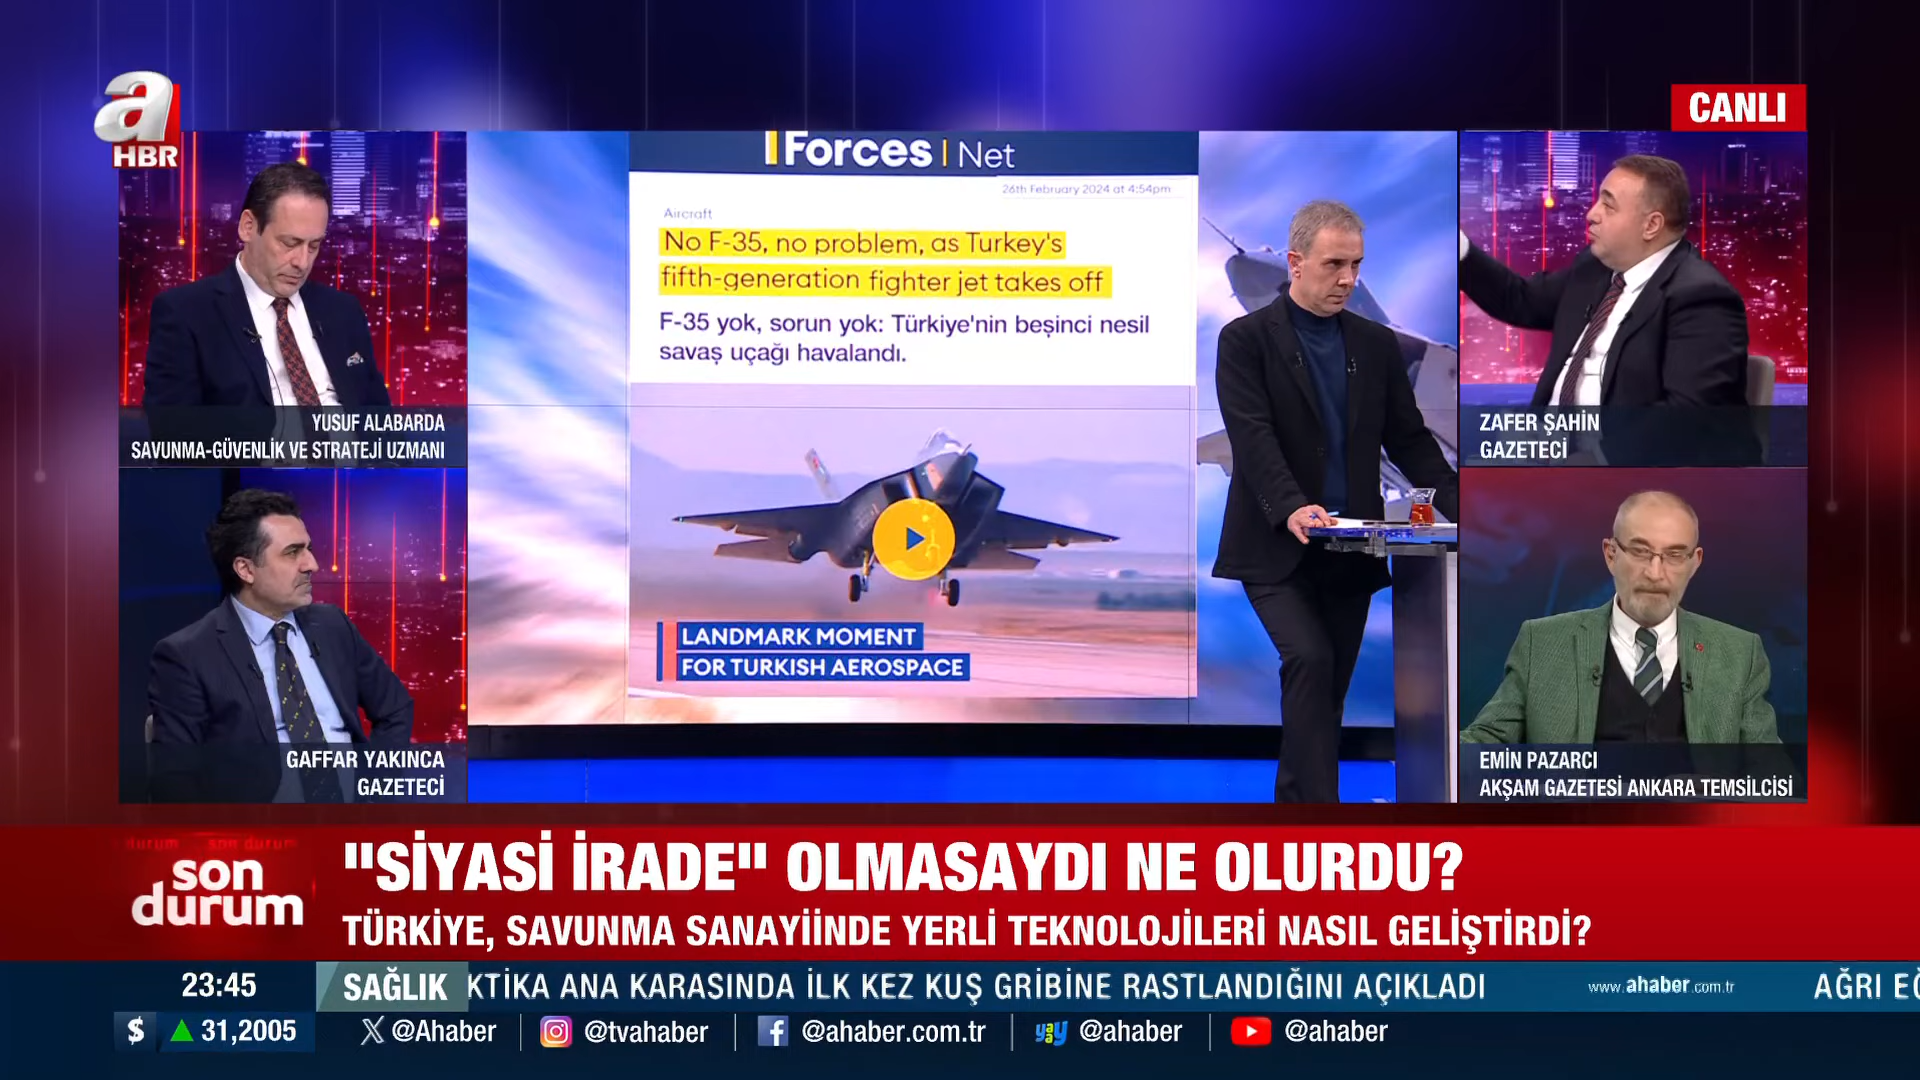 a
HBR
CANLI
Forces Net
26th February 2024 at 4:54pm
Aircraft
No F-35, no problem, as Turkey's
fifth-generation fighter jet takes off
F-35 yok, sorun yok: Türkiye'nin beşinci nesil
savaş uçağı havalandı.
LANDMARK MOMENT
FOR TURKISH AEROSPACE
YUSUF ALABARDA
SAVUNMA-GÜVENLİK VE STRATEJİ UZMANI
ZAFER ŞAHİN
GAZETECİ
GAFFAR YAKINCA
GAZETECİ
EMİN PAZARCI
AKŞAM GAZETESİ ANKARA TEMSİLCİSİ
durum son durum
son
durum
"SİYASİ İRADE" OLMASAYDI NE OLURDU?
TÜRKİYE, SAVUNMA SANAYİİNDE YERLİ TEKNOLOJİLERİ NASIL GELİŞTİRDİ?
23:45
SAĞLIK
KTİKA ANA KARASINDA İLK KEZ KUŞ GRİBİNE RASTLANDIĞINI AÇIKLADI
www.ahaber.com.tr
AĞRI EĞ
$ 31,2005
@Ahaber
@tvahaber
@ahaber.com.tr
yaay @ahaber
@ahaber